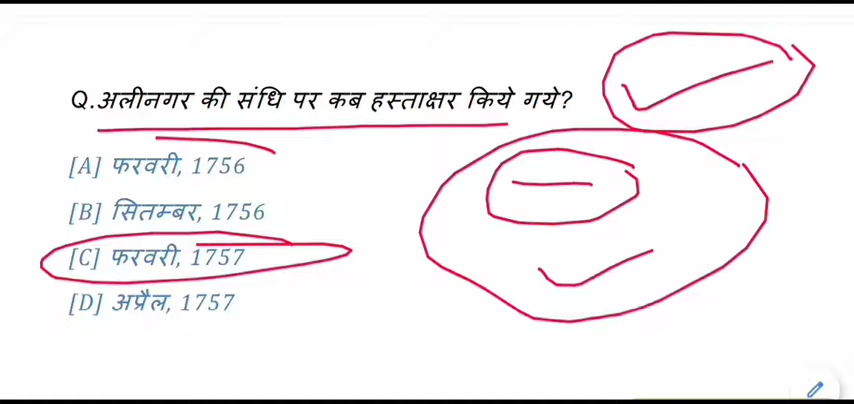 Q.अलीनगर की संधि पर कब हस्ताक्षर किये गये?
[A] फरवरी, 1756
[B] सितम्बर, 1756
[C] फरवरी, 1757
[D] अप्रैल, 1757